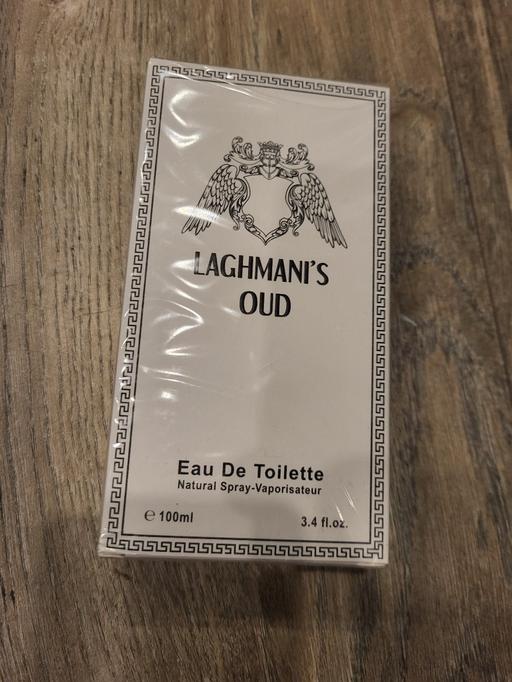 LAGHMANI'S
OUD
Eau De Toilette
Natural Spray-Vaporisateur
℮ 100ml
3.4 fl.oz.